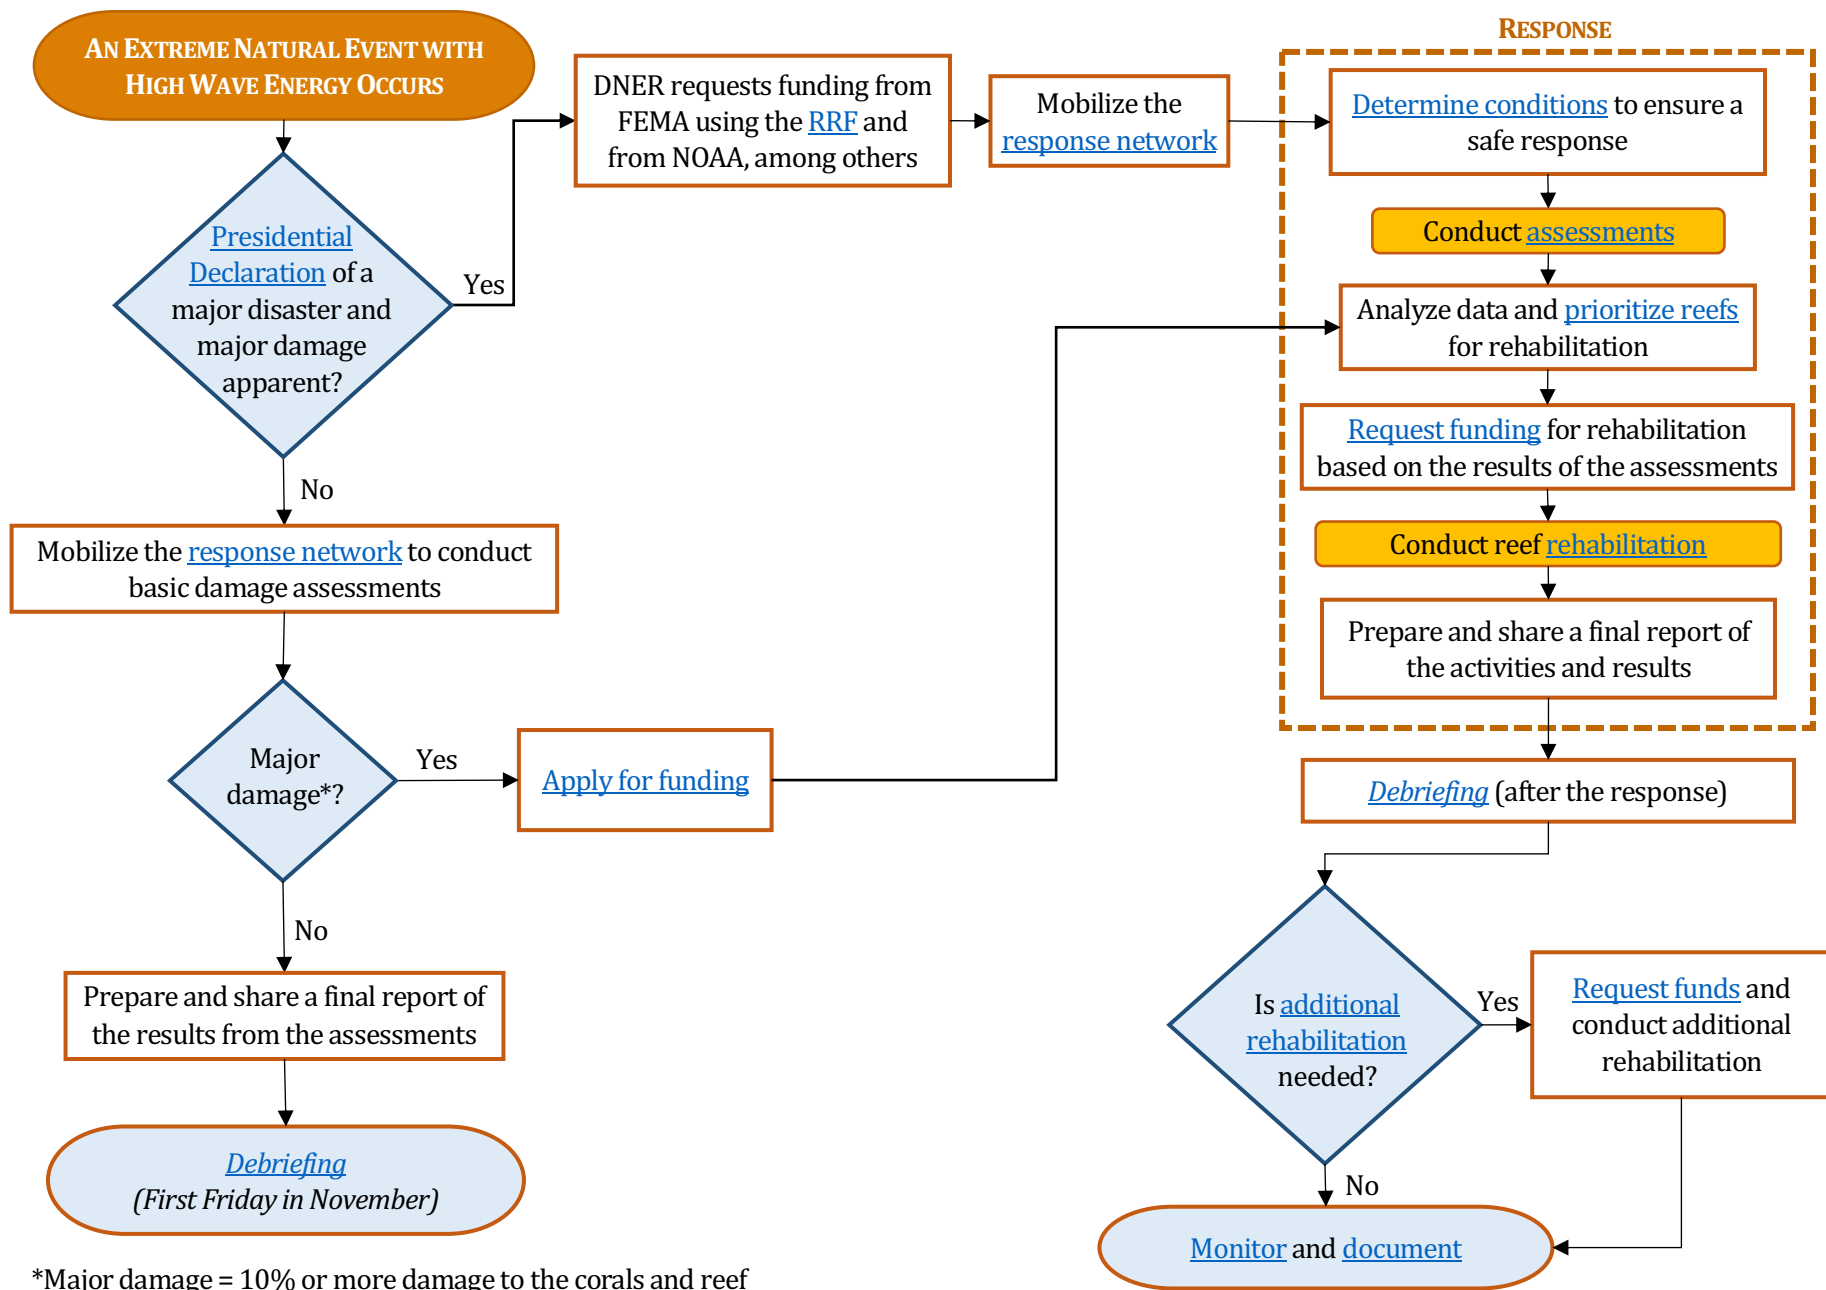 AN EXTREME NATURAL EVENT WITH
HIGH WAVE ENERGY OCCURS
Presidential
Declaration of a
major disaster and
major damage
apparent?
Yes
DNER requests funding from
FEMA using the RRF and
from NOAA, among others
Mobilize the
response network
RESPONSE
Determine conditions to ensure a
safe response
Conduct assessments
Analyze data and prioritize reefs
for rehabilitation
Request funding for rehabilitation
based on the results of the assessments
Conduct reef rehabilitation
Prepare and share a final report of
the activities and results
No
Mobilize the response network to conduct
basic damage assessments
Major
damage*?
Yes
Apply for funding
No
Prepare and share a final report of
the results from the assessments
Debriefing
(First Friday in November)
Debriefing (after the response)
Is additional
rehabilitation
needed?
Yes
Request funds and
conduct additional
rehabilitation
No
Monitor and document
*Major damage = 10% or more damage to the corals and reef